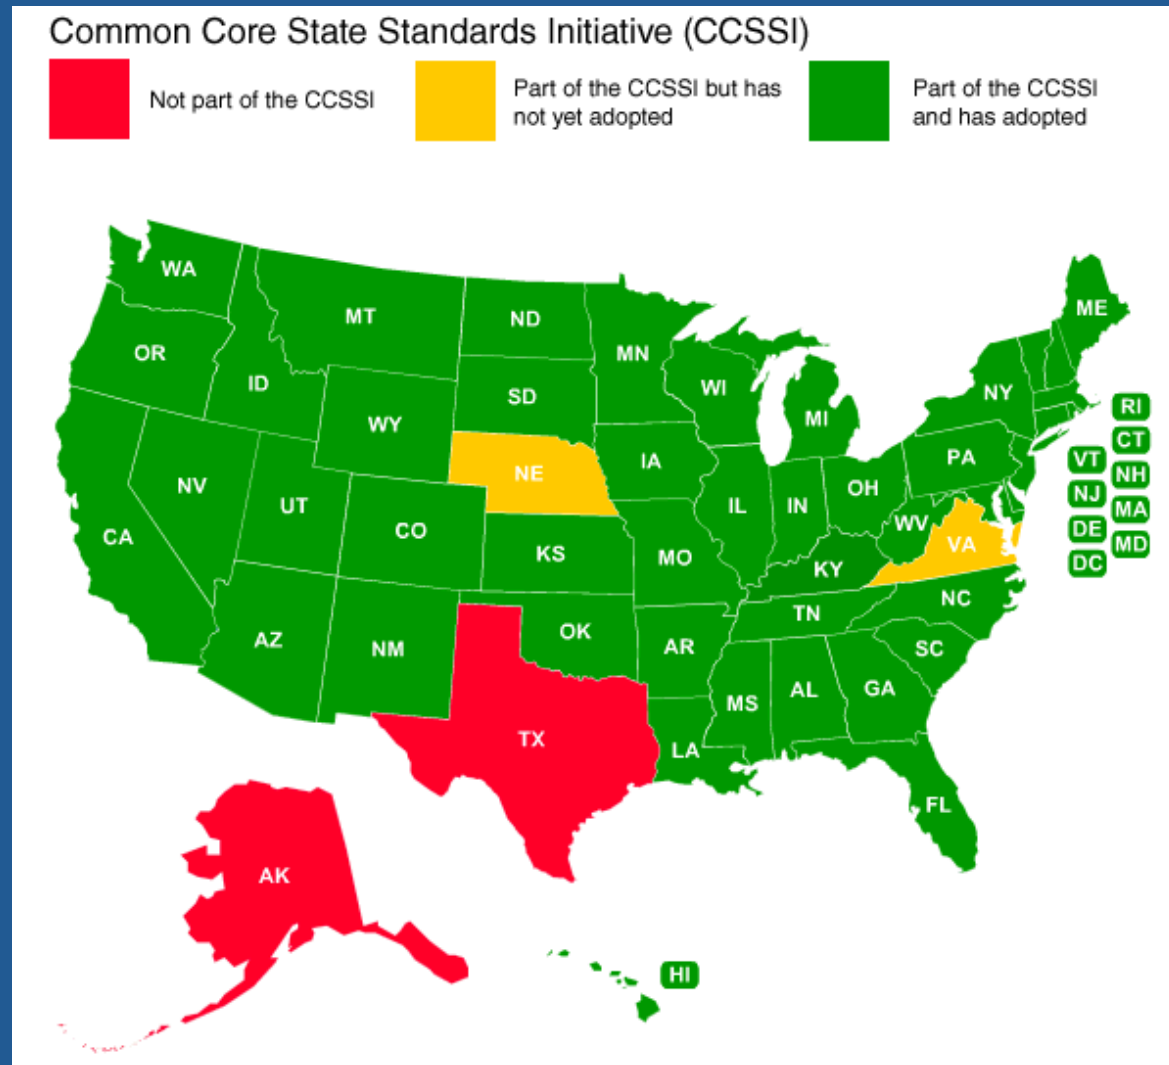 Common Core State Standards Initiative (CCSSI)
Not part of the CCSSI
Part of the CCSSI but has
not yet adopted
Part of the CCSSI
and has adopted
WA
MT
ND
MN
ME
OR
ID
SD
WI
MI
NY
WY
RI
CT
NE
IA
PA
VT
NH
NV
UT
CO
IL
IN
OH
NJ
MA
CA
KS
MO
WV
VA
DE
MD
KY
DC
AZ
NM
OK
AR
TN
NC
SC
MS
AL
GA
TX
LA
FL
AK
HI